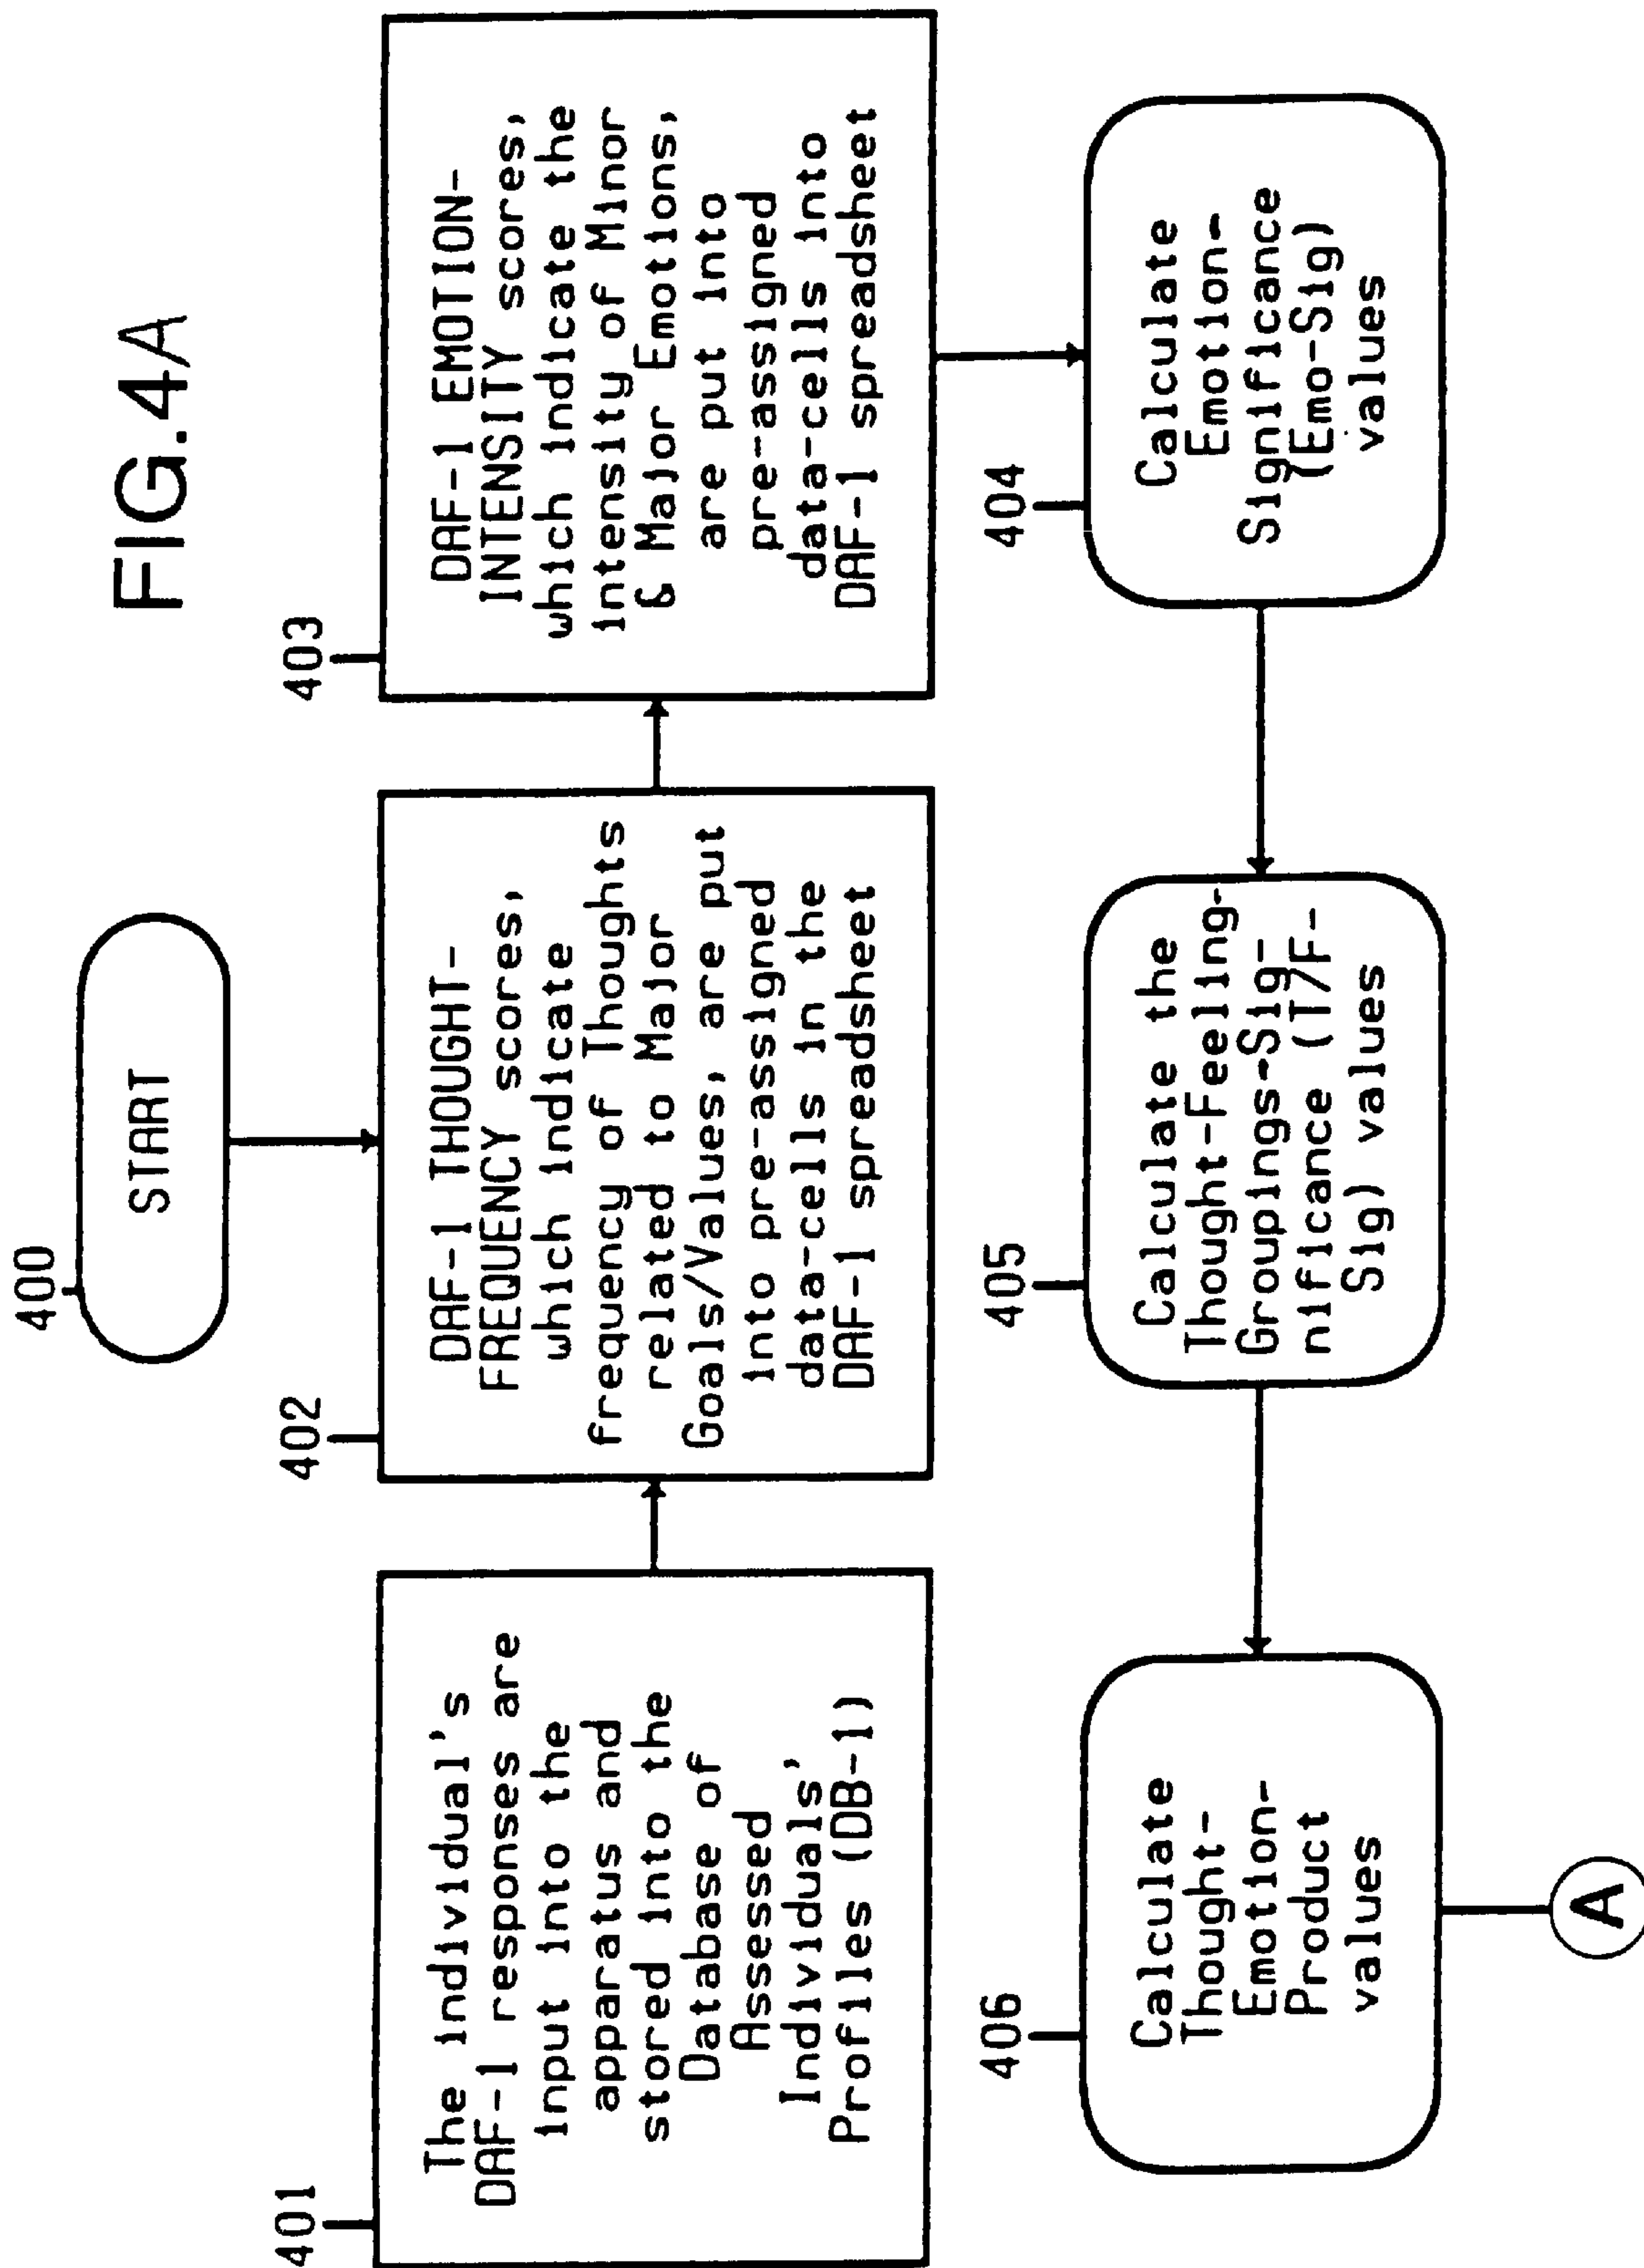 FIG.4A
400
START
401
The individual's
DAF-1 responses are
input into the
apparatus and
stored into the
Database of
Assessed
Individuals'
Profiles (DB-1)
402
DAF-1 THOUGHT-
FREQUENCY scores,
which indicate
frequency of Thoughts
related to Major
Goals/Values, are put
into pre-assigned
data-cells in the
DAF-1 spreadsheet
403
DAF-1 EMOTION-
INTENSITY scores,
which indicate the
intensity of Minor
& Major Emotions,
are put into
pre-assigned
data-cells into
DAF-1 spreadsheet
404
Calculate
Emotion-
Significance
(Emo-Sig)
values
405
Calculate the
Thought-Feeling-
Groupings-Sig-
nificance (T/F-
Sig) values
406
Calculate
Thought-
Emotion-
Product
values
A